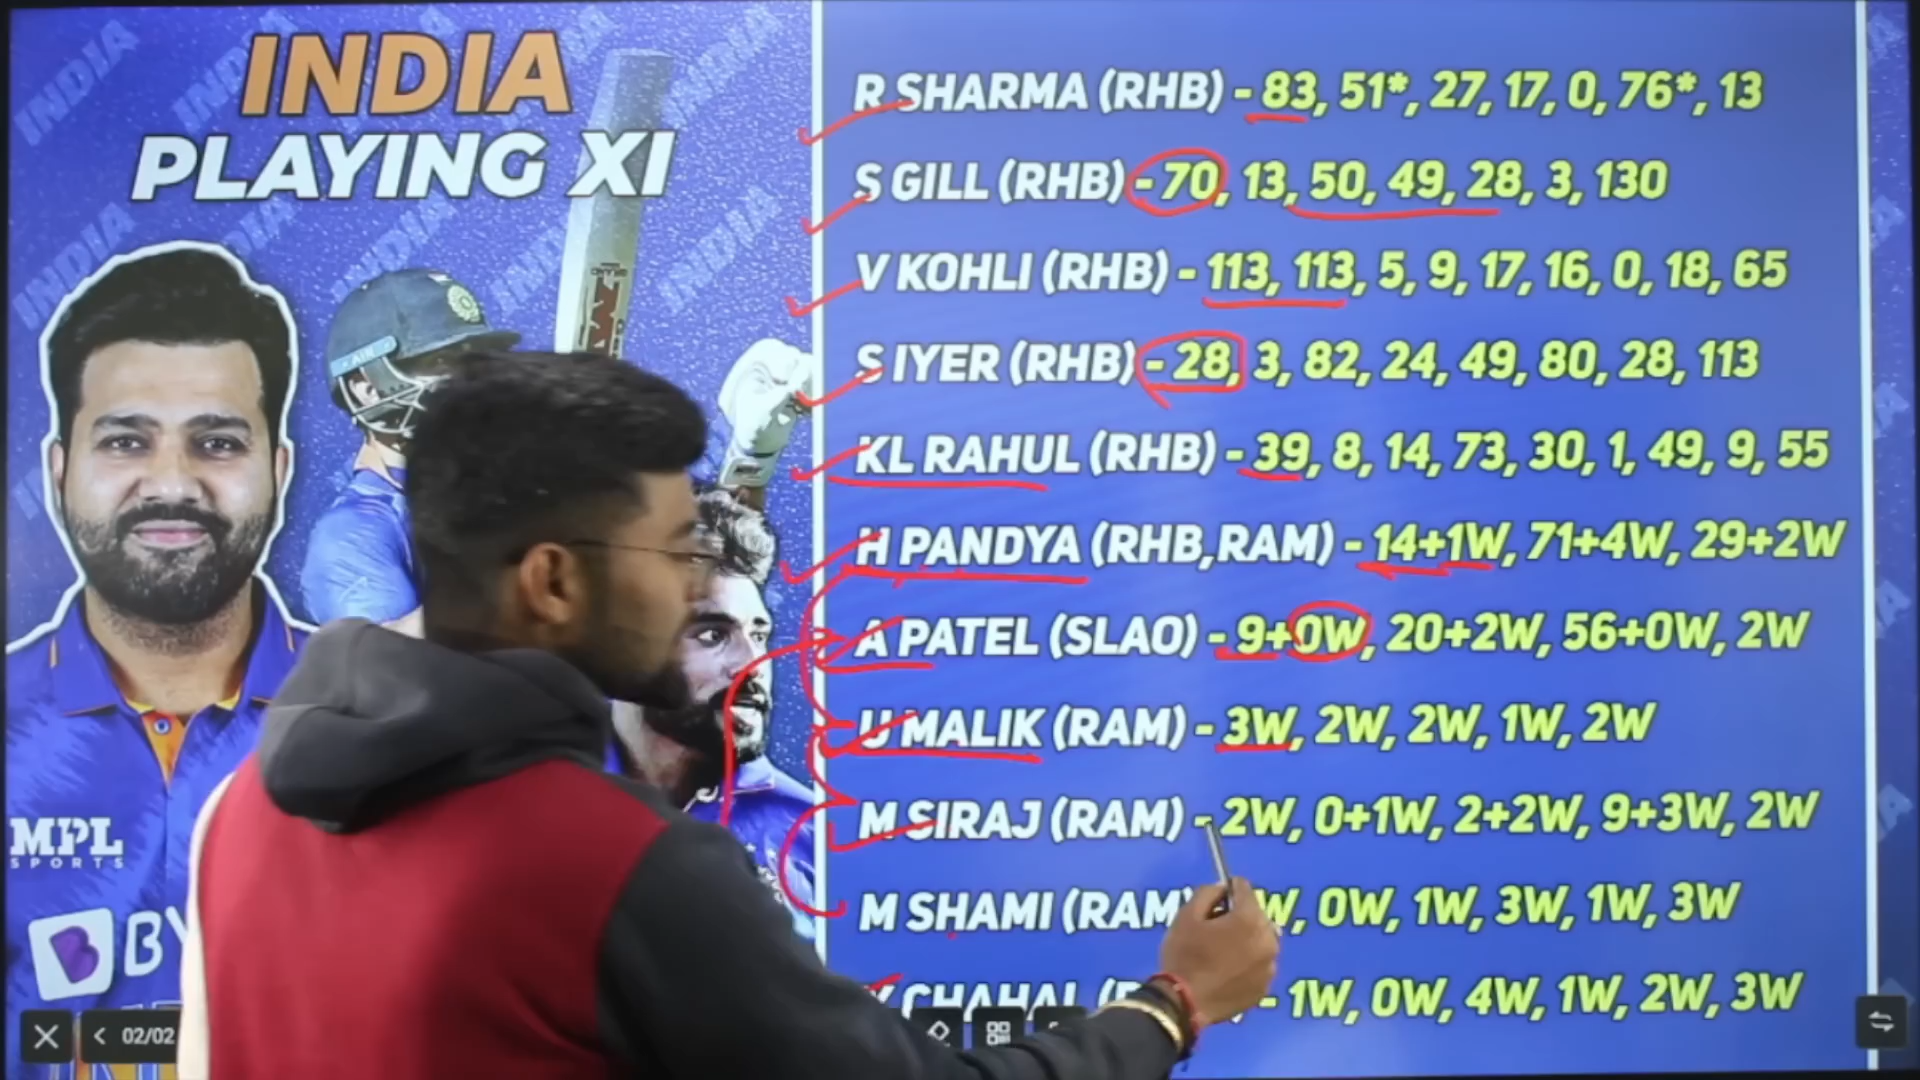 INDIA
PLAYING XI
R SHARMA (RHB) - 83, 51*, 27, 17, 0, 76*, 13
S GILL (RHB) - 70, 13, 50, 49, 28, 3, 130
V KOHLI (RHB) - 113, 113, 5, 9, 17, 16, 0, 18, 65
S IYER (RHB) - 28, 3, 82, 24, 49, 80, 28, 113
KL RAHUL (RHB) - 39, 8, 14, 73, 30, 1, 49, 9, 55
H PANDYA (RHB,RAM) - 14+1W, 71+4W, 29+2W
A PATEL (SLAO) - 9+0W, 20+2W, 56+0W, 2W
U MALIK (RAM) - 3W, 2W, 2W, 1W, 2W
M SIRAJ (RAM) - 2W, 0+1W, 2+2W, 9+3W, 2W
M SHAMI (RAM) W, 0W, 1W, 3W, 1W, 3W
Y CHAHAL - 1W, 0W, 4W, 1W, 2W, 3W
MPL
SPORTS
BY
02/02